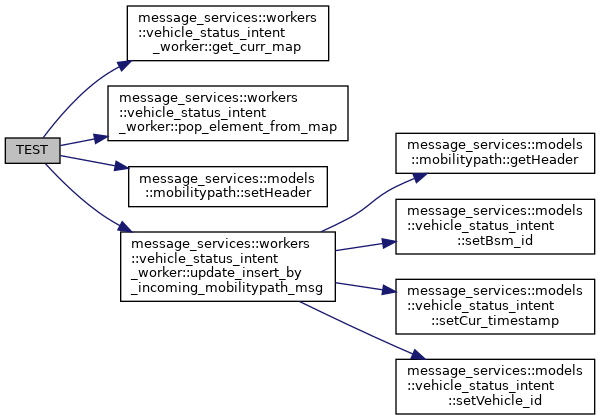 message_services::workers
::vehicle_status_intent
_worker::get_curr_map
message_services::workers
::vehicle_status_intent
_worker::pop_element_from_map
TEST
message_services::models
::mobilitypath::setHeader
message_services::workers
::vehicle_status_intent
_worker::update_insert_by
_incoming_mobilitypath_msg
message_services::models
::mobilitypath::getHeader
message_services::models
::vehicle_status_intent
::setBsm_id
message_services::models
::vehicle_status_intent
::setCur_timestamp
message_services::models
::vehicle_status_intent
::setVehicle_id